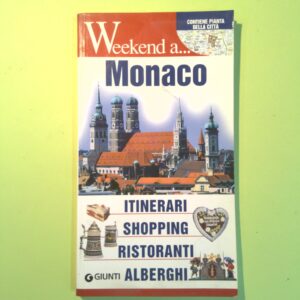 CONTIENE PIANTA
DELLA CITTÀ
Weekend a...
Monaco
ITINERARI
SHOPPING
RISTORANTI
ALBERGHI
GIUNTI